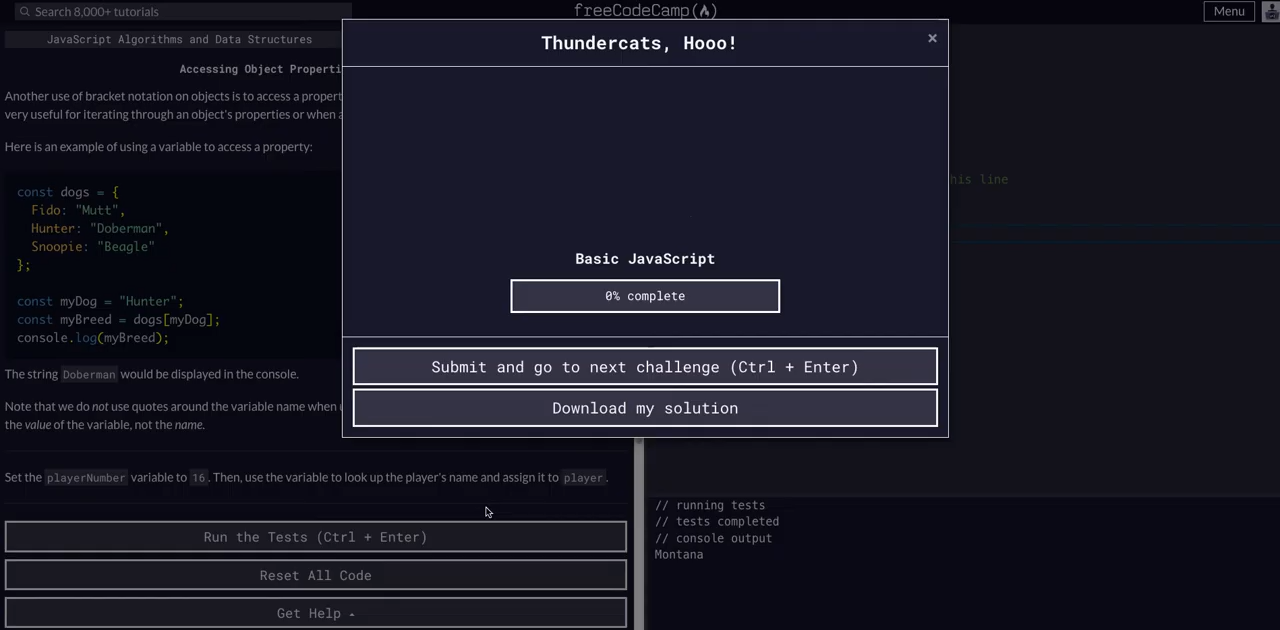 Search 8,000+ tutorials
freeCodeCamp
Menu
JavaScript Algorithms and Data Structures
Accessing Object Properti
Another use of bracket notation on objects is to access a propert
very useful for iterating through an object's properties or when a
Here is an example of using a variable to access a property:
const dogs = {
  Fido: "Mutt",
  Hunter: "Doberman",
  Snoopie: "Beagle"
};
const myDog = "Hunter";
const myBreed = dogs[myDog];
console.log(myBreed);
The string Doberman would be displayed in the console.
Note that we do not use quotes around the variable name when u
the value of the variable, not the name.
Set the playerNumber variable to 16. Then, use the variable to look up the player's name and assign it to player.
Run the Tests (Ctrl + Enter)
Reset All Code
Get Help
Thundercats, Hooo!
×
Basic JavaScript
0% complete
Submit and go to next challenge (Ctrl + Enter)
Download my solution
his line
// running tests
// tests completed
// console output
Montana